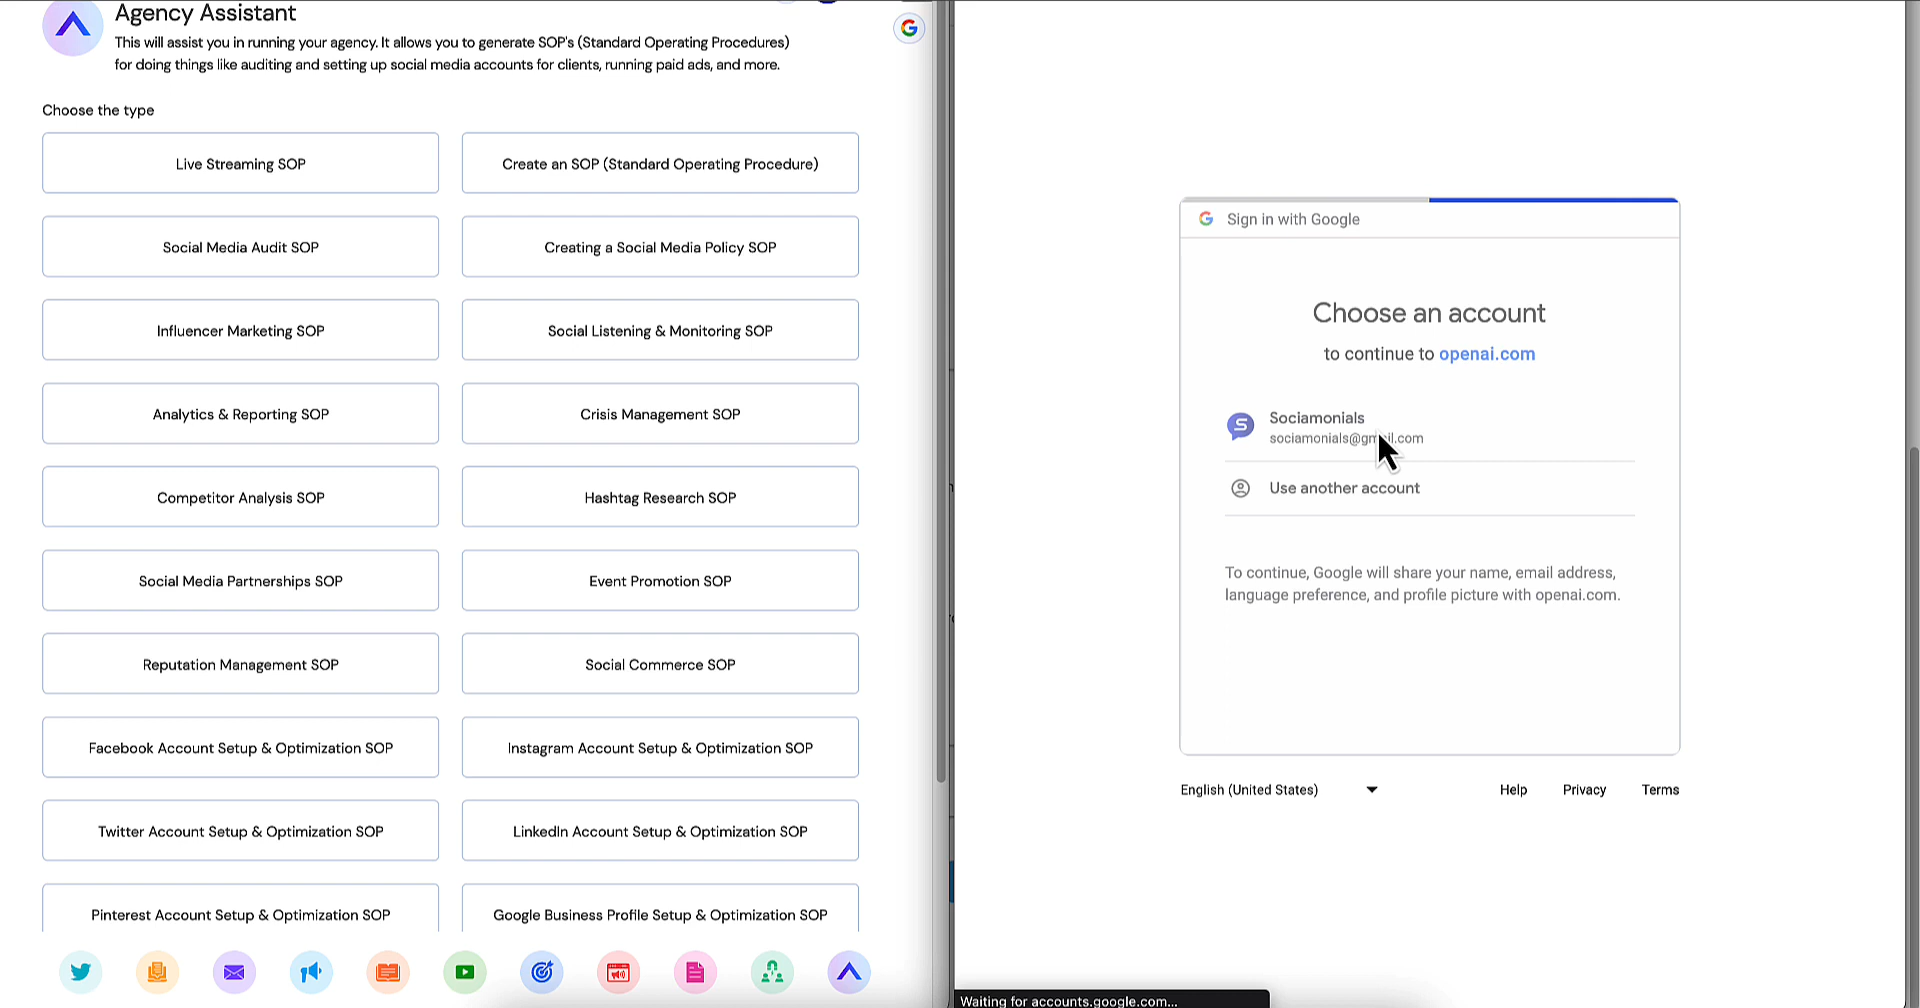 Agency Assistant
This will assist you in running your agency. It allows you to generate SOP's (Standard Operating Procedures)
for doing things like auditing and setting up social media accounts for clients, running paid ads, and more.
Choose the type
Live Streaming SOP
Create an SOP (Standard Operating Procedure)
Social Media Audit SOP
Creating a Social Media Policy SOP
Influencer Marketing SOP
Social Listening & Monitoring SOP
Analytics & Reporting SOP
Crisis Management SOP
Competitor Analysis SOP
Hashtag Research SOP
Social Media Partnerships SOP
Event Promotion SOP
Reputation Management SOP
Social Commerce SOP
Facebook Account Setup & Optimization SOP
Instagram Account Setup & Optimization SOP
Twitter Account Setup & Optimization SOP
LinkedIn Account Setup & Optimization SOP
Pinterest Account Setup & Optimization SOP
Google Business Profile Setup & Optimization SOP
Sign in with Google
Choose an account
to continue to openai.com
Sociamonials
sociamonials@gmail.com
Use another account
To continue, Google will share your name, email address,
language preference, and profile picture with openai.com.
English (United States)
Help
Privacy
Terms
Waiting for accounts.google.com...